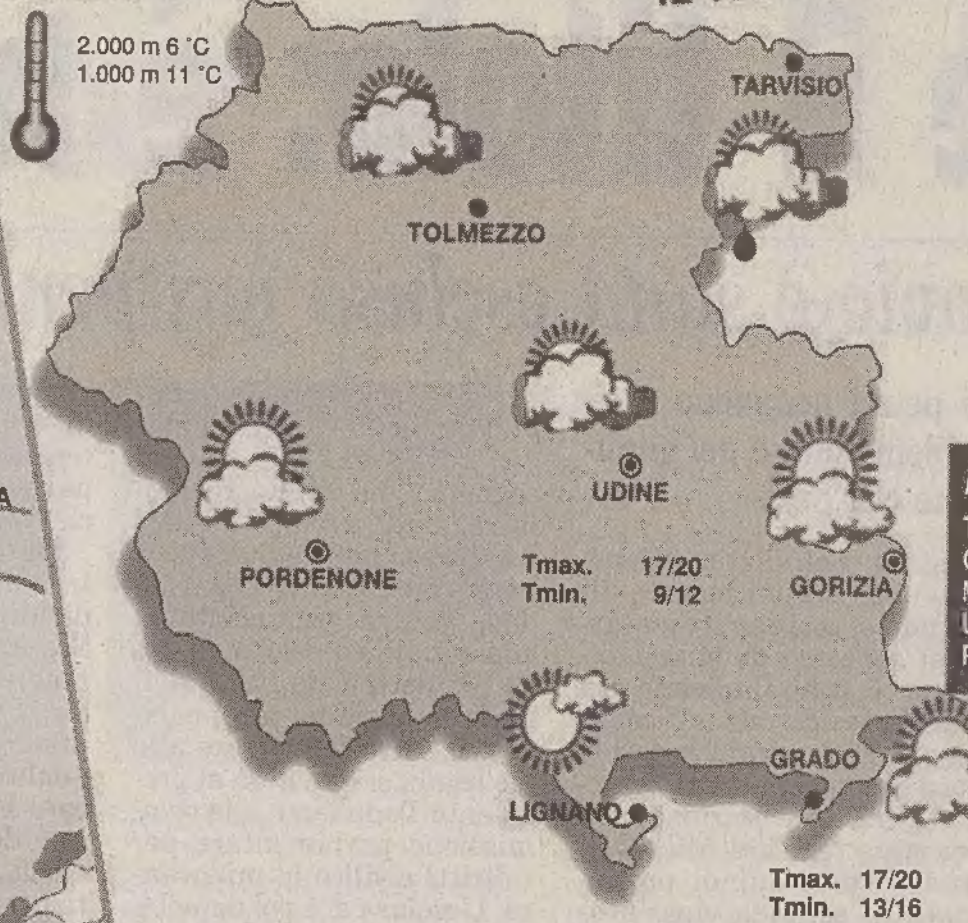 2.000 m 6 °C
1.000 m 11 °C
TARVISIO
TOLMEZZO
UDINE
PORDENONE
Tmax. 17/20
Tmin. 9/12
GORIZIA
GRADO
LIGNANO
Tmax. 17/20
Tmin. 13/16